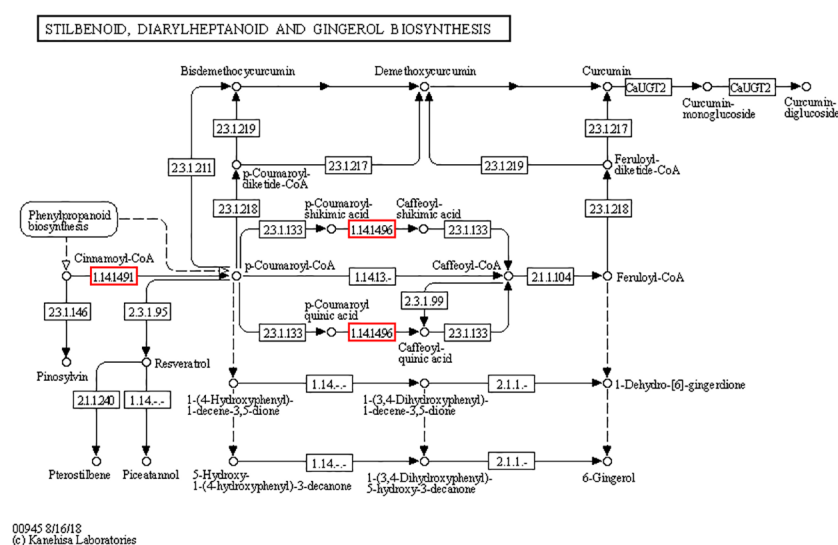 STILBENOID, DIARYLHEPTANOID AND GINGEROL BIOSYNTHESIS
Bisdemethocycurcumin
Demethoxycurcumin
Curcumin
CaUGT2
CaUGT2
Curcumin-
monoglucoside
Curcumin-
diglucoside
2.3.1.219
2.3.1.217
2.3.1.211
2.3.1.217
2.3.1.219
p-Coumaroyl-
diketide-CoA
Feruloyl-
diketide-CoA
Phenylpropanoid
biosynthesis
2.3.1.218
p-Coumaroyl-
shikimic acid
Caffeoyl-
shikimic acid
2.3.1.218
2.3.1.133
1.14.14.96
2.3.1.133
Cinnamoyl-CoA
1.14.14.91
p-Coumaroyl-CoA
1.14.13.-
Caffeoyl-CoA
2.1.1.104
Feruloyl-CoA
2.3.1.146
2.3.1.95
p-Coumaroyl
quinic acid
2.3.1.99
2.3.1.133
1.14.14.96
2.3.1.133
Caffeoyl-
quinic acid
Pinosylvin
Resveratrol
2.1.1.240
1.14.-.-
1.14.-.-
2.1.1.-
1-(4-Hydroxyphenyl)-
1-decene-3,5-dione
1-(3,4-Dihydroxyphenyl)-
1-decene-3,5-dione
1-Dehydro-[6]-gingerdione
1.14.-.-
2.1.1.-
Pterostilbene
Piceatannol
5-Hydroxy-
1-(4-hydroxyphenyl)-3-decanone
1-(3,4-Dihydroxyphenyl)-
5-hydroxy-3-decanone
6-Gingerol
00945 8/16/18
(c) Kanehisa Laboratories